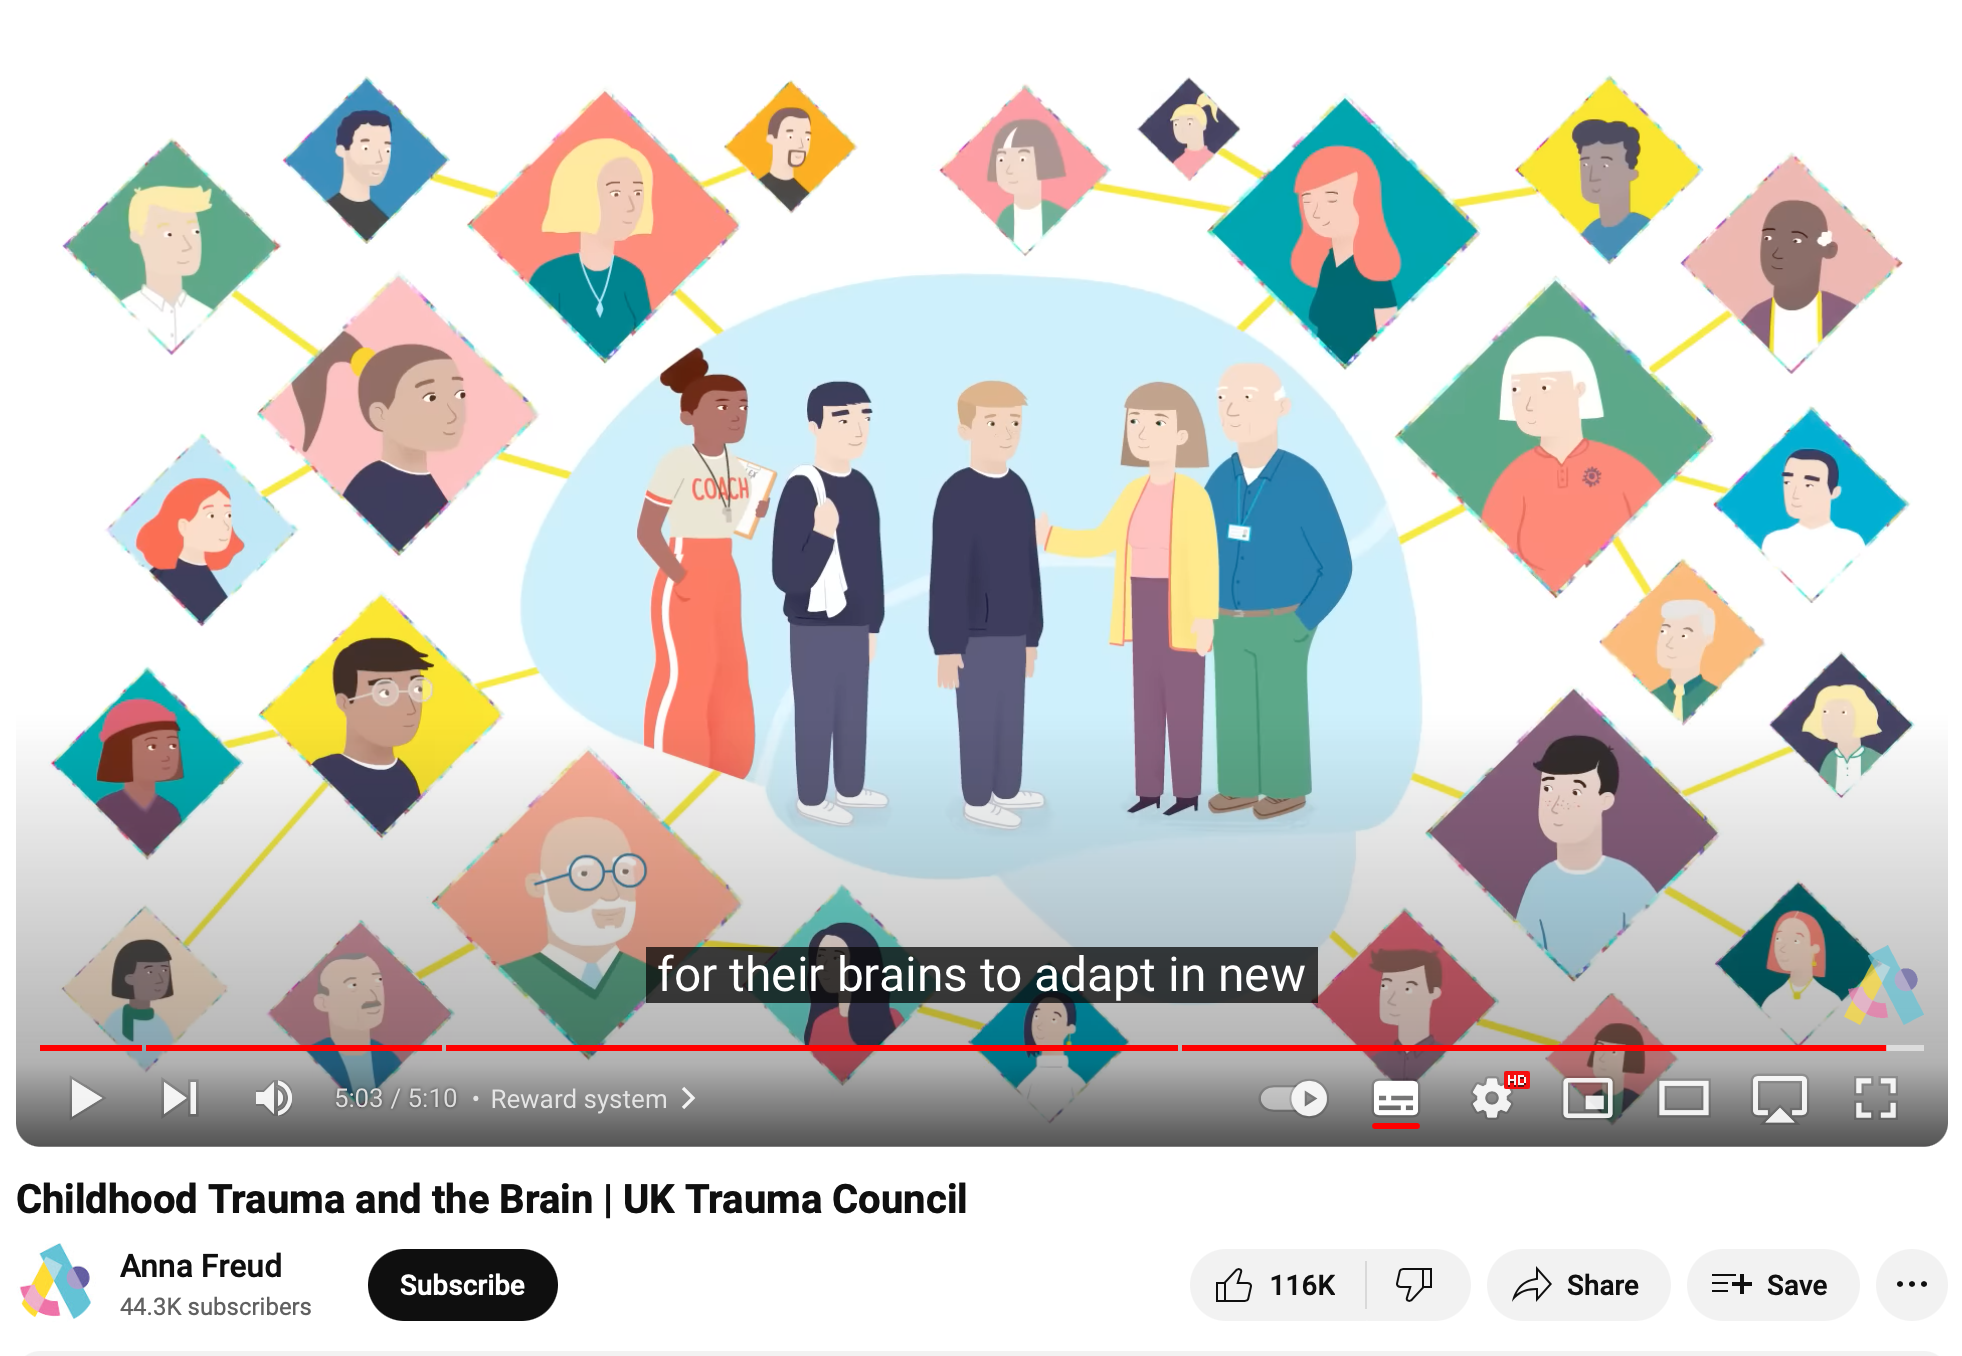 COACH
for their brains to adapt in new
5:03 / 5:10 • Reward system
HD
Childhood Trauma and the Brain | UK Trauma Council
Anna Freud
44.3K subscribers
Subscribe
116K
Share
Save